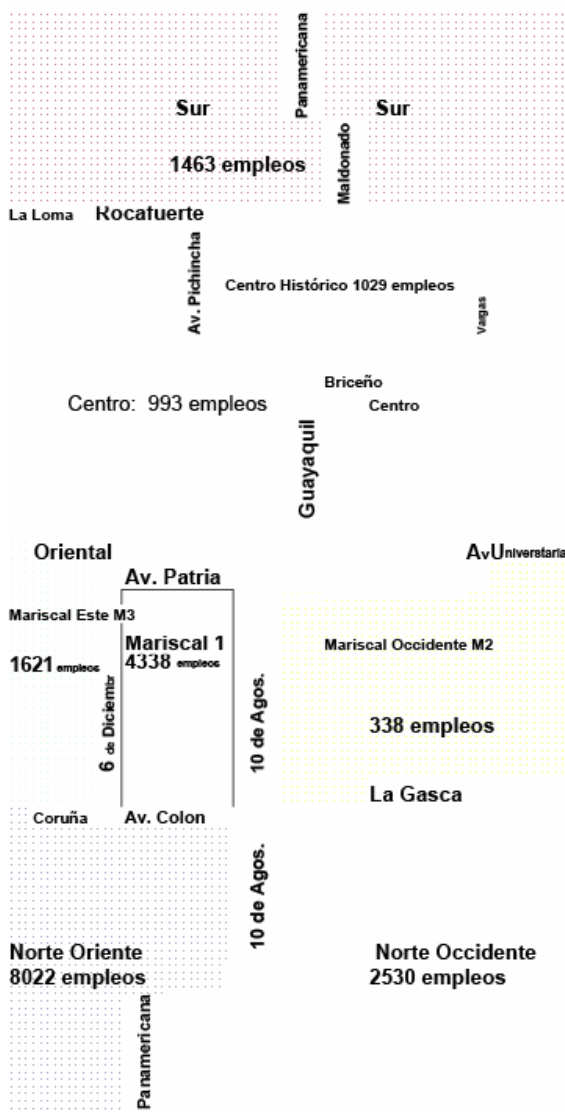 Panamericana
Sur Sur
Maldonado
1463 empleos
La Loma Rocafuerte
Av. Pichincha
Centro Histórico 1029 empleos
Vargas
Briceño
Centro: 993 empleos
Centro
Guayaquil
Oriental
AvUniverstaria
Av. Patria
Mariscal Este M3
Mariscal 1
Mariscal Occidente M2
1621 empleos
4338 empleos
6 de Diciembr
10 de Agos.
338 empleos
La Gasca
Coruña
Av. Colon
10 de Agos.
Norte Oriente
8022 empleos
Norte Occidente
2530 empleos
Panamericana